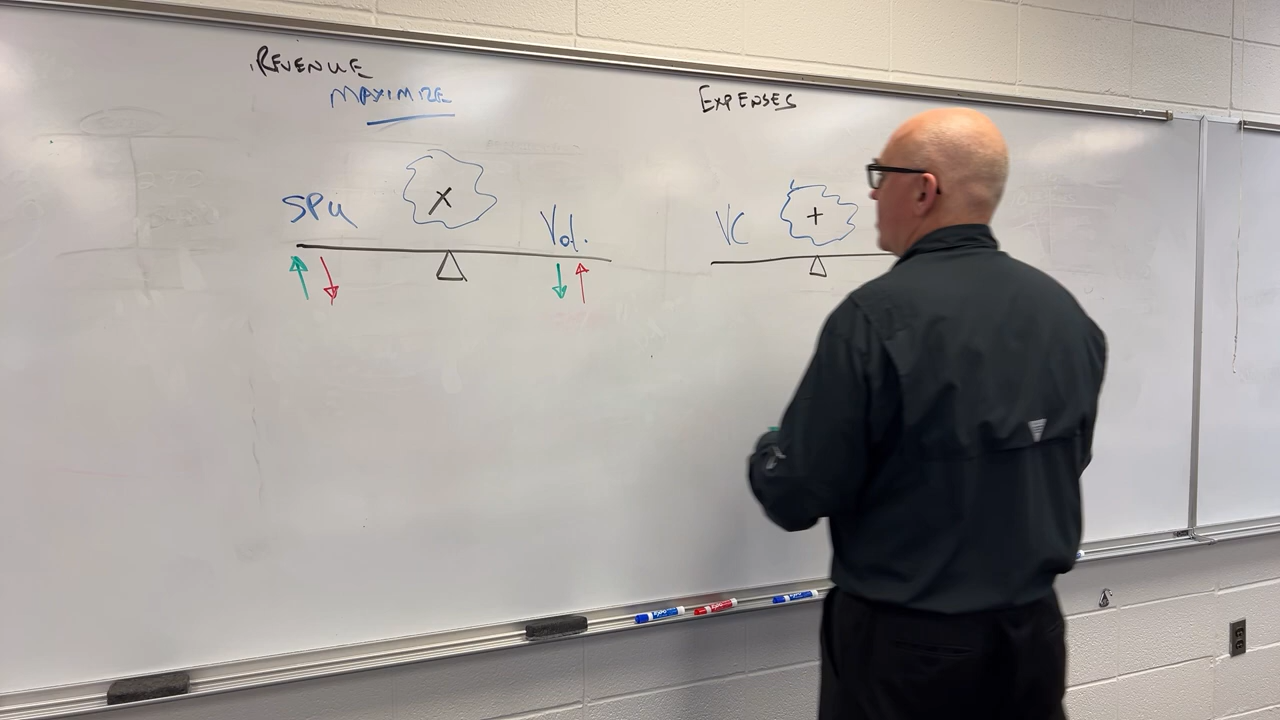 REVENUE
MAXIMIZE
SPU
X
Vol.
EXPENSES
VC
+